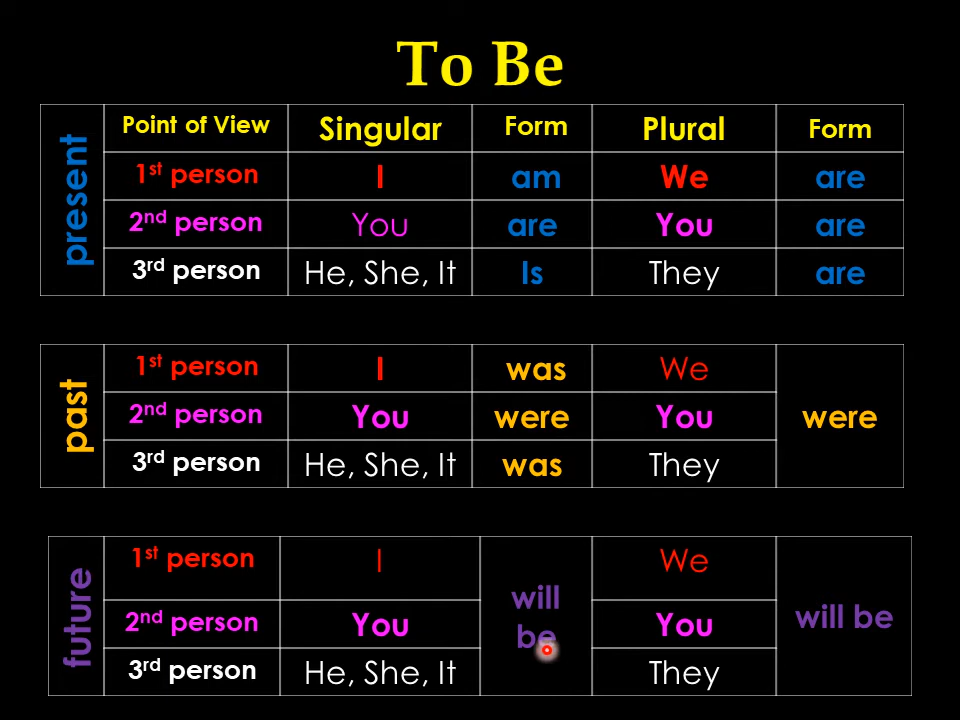 To Be
present
Point of View Singular Form Plural Form
1st person I am We are
2nd person You are You are
3rd person He, She, It Is They are
past
1st person I was We
2nd person You were You were
3rd person He, She, It was They
future
1st person I We
will
2nd person You be You will be
3rd person He, She, It They